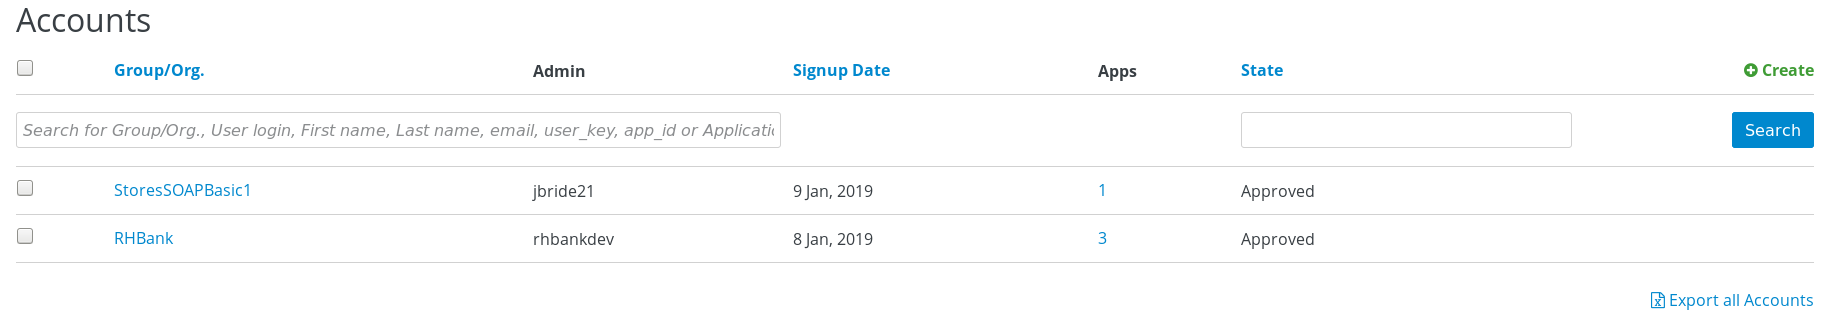 Accounts
Group/Org. Admin Signup Date Apps State Create
Search for Group/Org., User login, First name, Last name, email, user_key, app_id or Applicatio Search
StoresSOAPBasic1 jbride21 9 Jan, 2019 1 Approved
RHBank rhbankdev 8 Jan, 2019 3 Approved
Export all Accounts